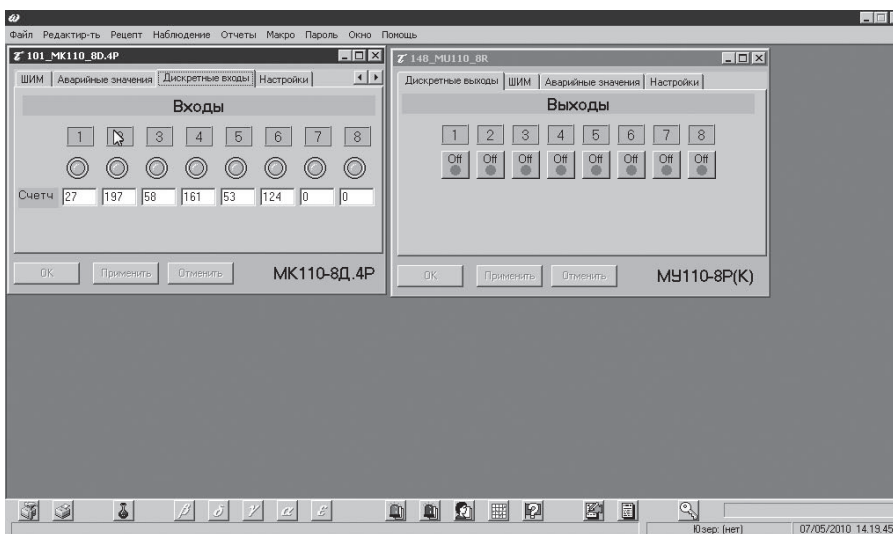 Файл Редактир-ть Рецепт Наблюдение Отчеты Макро Пароль Окно Помощь
101_MK110_8D.4P
ШИМ Аварийные значения Дискретные входы Настройки
Входы
1 3 4 5 6 7 8
Счетч 27 197 58 161 53 124 0 0
OK Применить Отменить МК110-8Д.4Р
148_MU110_8R
Дискретные выходы ШИМ Аварийные значения Настройки
Выходы
1 2 3 4 5 6 7 8
Off Off Off Off Off Off Off Off
OK Применить Отменить МУ110-8Р(К)
β δ γ α ε
Юзер: (нет) 07/05/2010 14.19.45